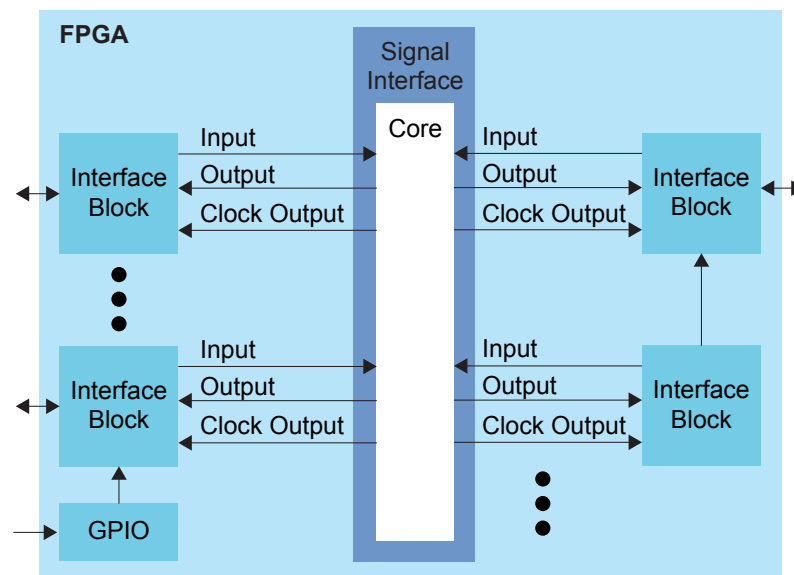 FPGA
Signal
Interface
Core
Input
Output
Clock Output
Interface
Block
Input
Output
Clock Output
Interface
Block
Input
Output
Clock Output
Interface
Block
Input
Output
Clock Output
Interface
Block
GPIO